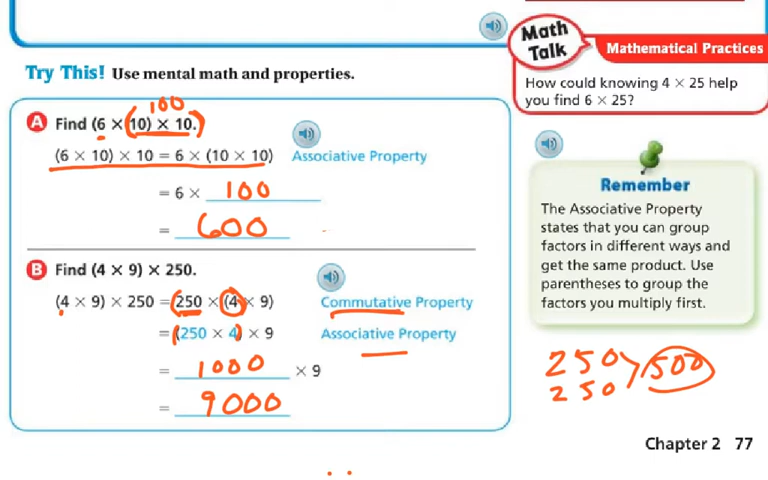 Math
Talk
Mathematical Practices
How could knowing 4 × 25 help
you find 6 × 25?
Try This! Use mental math and properties.
100
A Find (6 × (10) × 10.)
(6 × 10) × 10 = 6 × (10 × 10) Associative Property
= 6 × 100
= 600
B Find (4 × 9) × 250.
(4 × 9) × 250 = (250 × (4) × 9) Commutative Property
= (250 × 4) × 9 Associative Property
= 1000 × 9
= 9000
Remember
The Associative Property
states that you can group
factors in different ways and
get the same product. Use
parentheses to group the
factors you multiply first.
250 > 500
250
Chapter 2 77